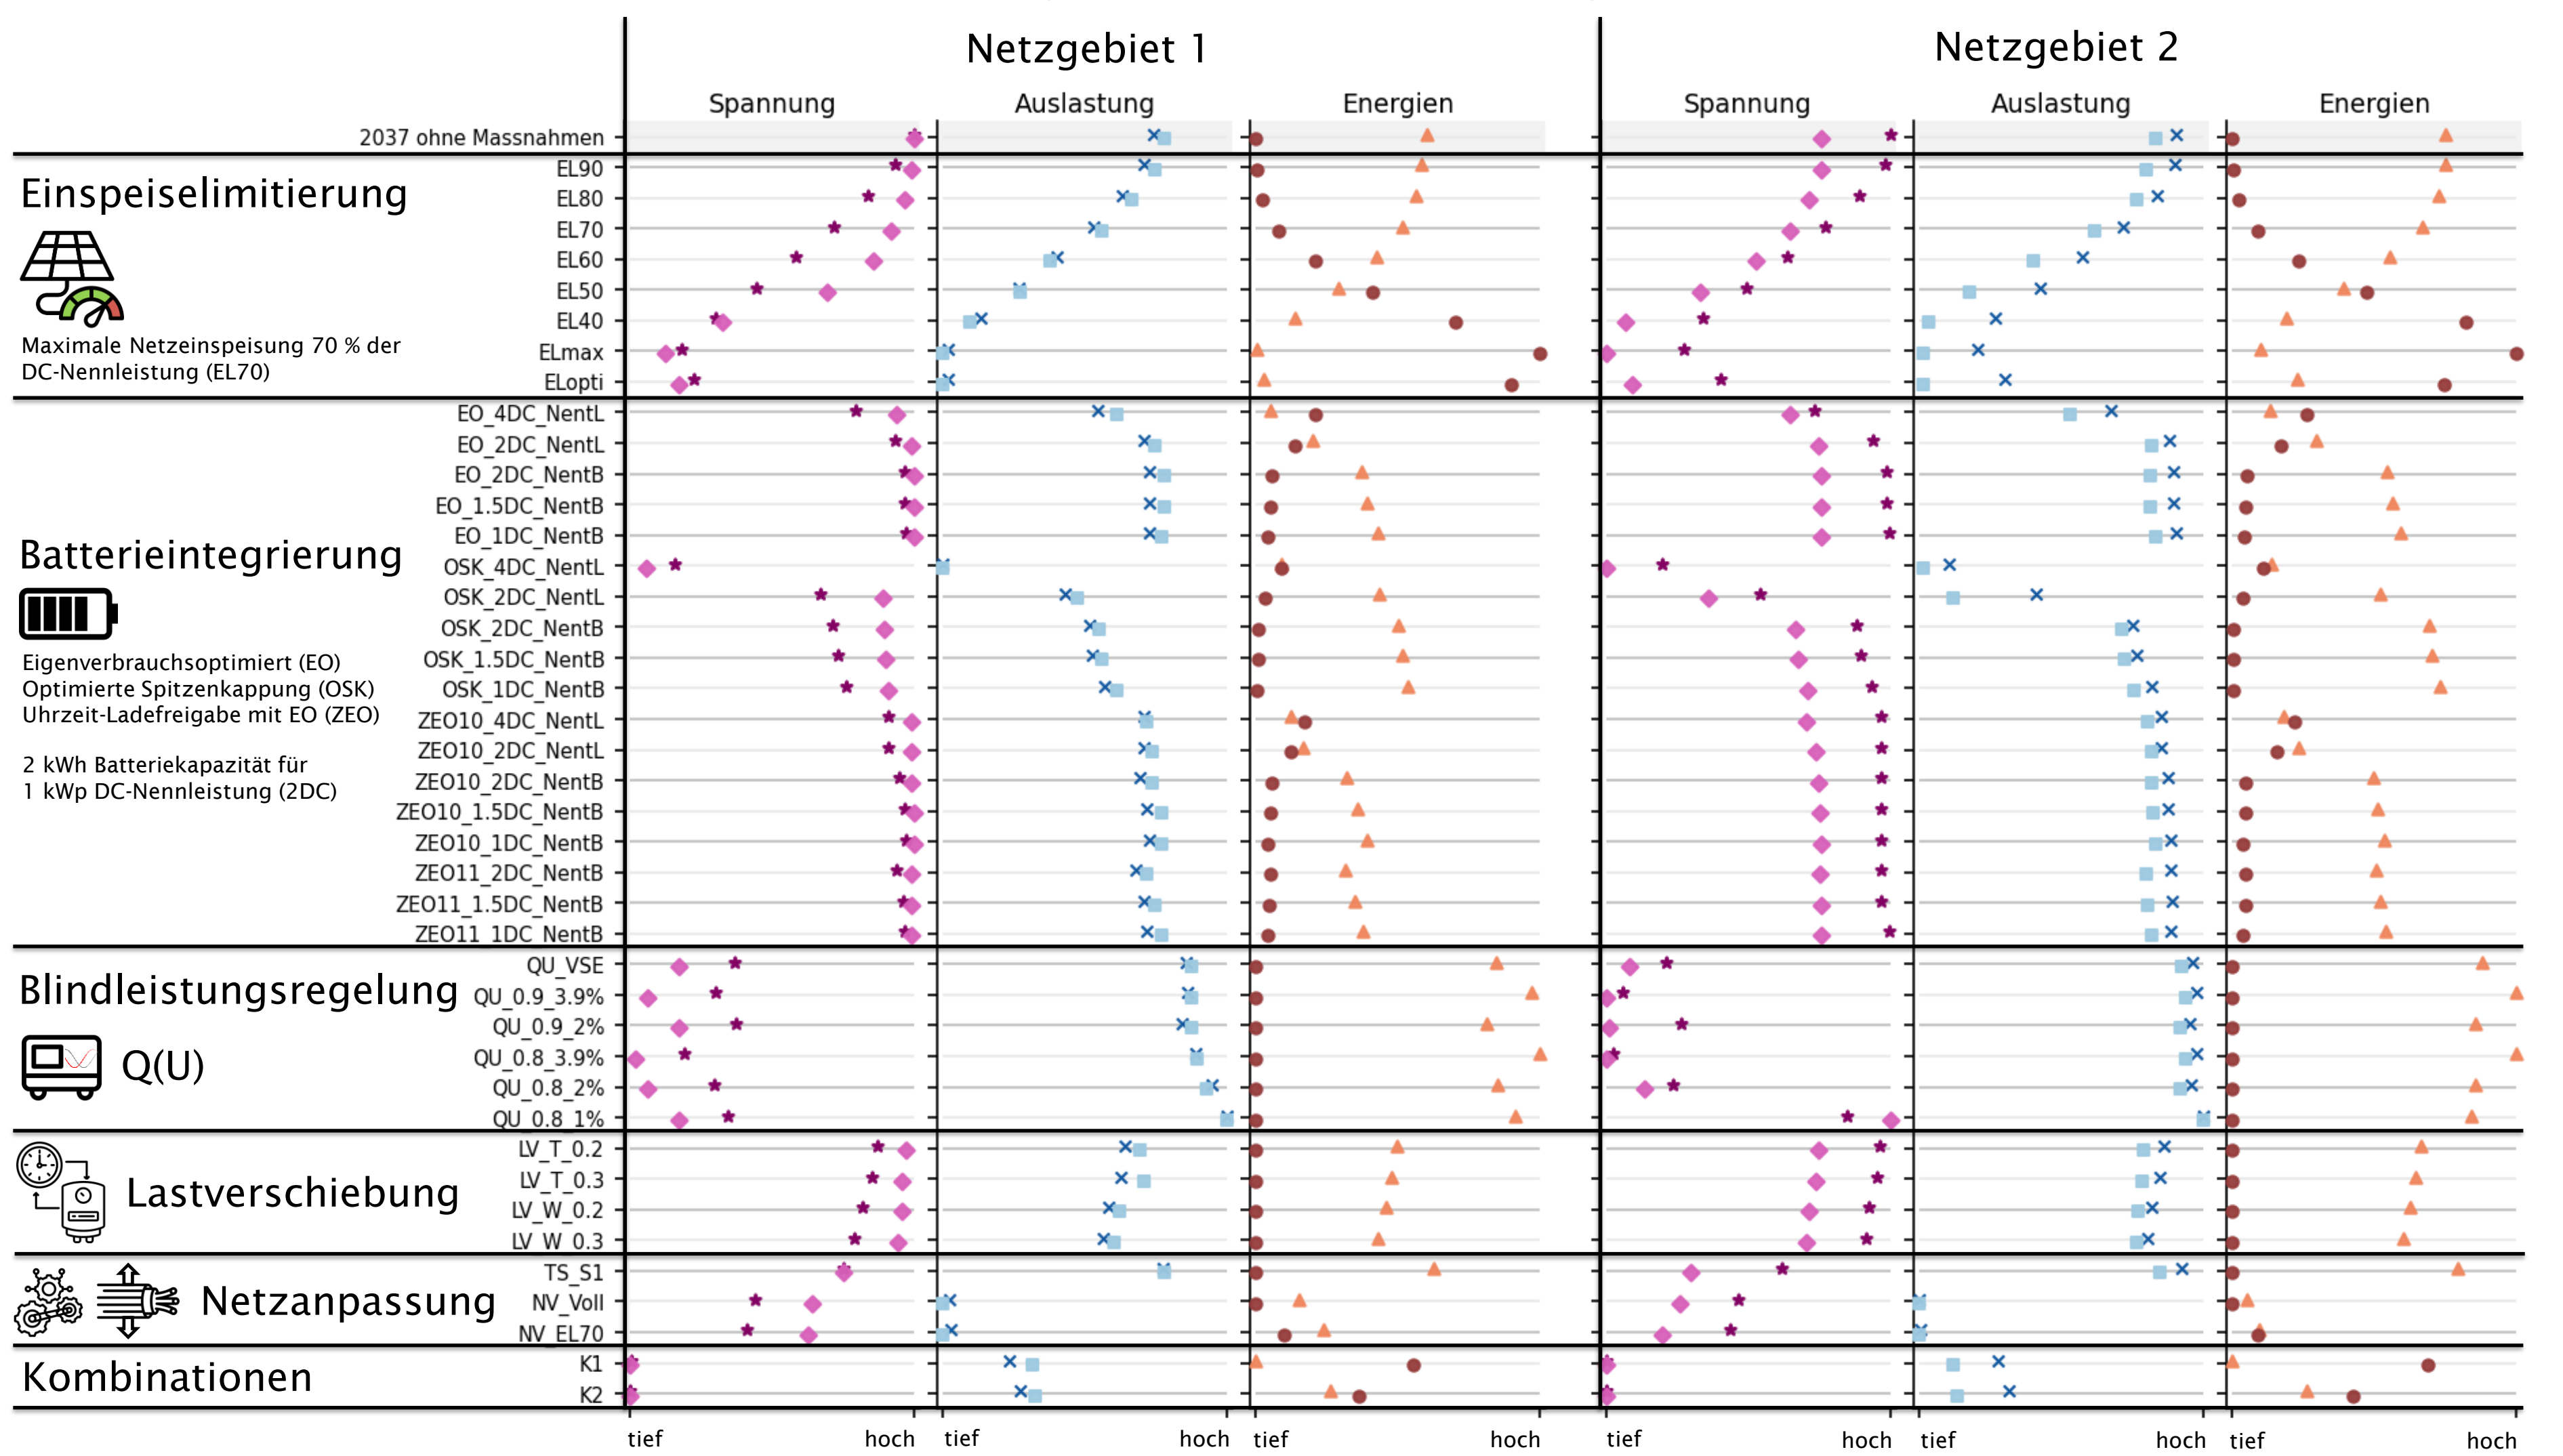 Netzgebiet 1
Netzgebiet 2
Spannung
Auslastung
Energien
Spannung
Auslastung
Energien
2037 ohne Massnahmen
Einspeiselimitierung
Maximale Netzeinspeisung 70 % der
DC-Nennleistung (EL70)
EL90
EL80
EL70
EL60
EL50
EL40
ELmax
ELopti
Batterieintegrierung
Eigenverbrauchsoptimiert (EO)
Optimierte Spitzenkappung (OSK)
Uhrzeit-Ladefreigabe mit EO (ZEO)
2 kWh Batteriekapazität für
1 kWp DC-Nennleistung (2DC)
EO_4DC_NentL
EO_2DC_NentL
EO_2DC_NentB
EO_1.5DC_NentB
EO_1DC_NentB
OSK_4DC_NentL
OSK_2DC_NentL
OSK_2DC_NentB
OSK_1.5DC_NentB
OSK_1DC_NentB
ZEO10_4DC_NentL
ZEO10_2DC_NentL
ZEO10_2DC_NentB
ZEO10_1.5DC_NentB
ZEO10_1DC_NentB
ZEO11_2DC_NentB
ZEO11_1.5DC_NentB
ZEO11_1DC_NentB
Blindleistungsregelung
Q(U)
QU_VSE
QU_0.9_3.9%
QU_0.9_2%
QU_0.8_3.9%
QU_0.8_2%
QU_0.8_1%
Lastverschiebung
LV_T_0.2
LV_T_0.3
LV_W_0.2
LV_W_0.3
Netzanpassung
TS_S1
NV_Voll
NV_EL70
Kombinationen
K1
K2
tief hoch tief hoch tief hoch tief hoch tief hoch tief hoch